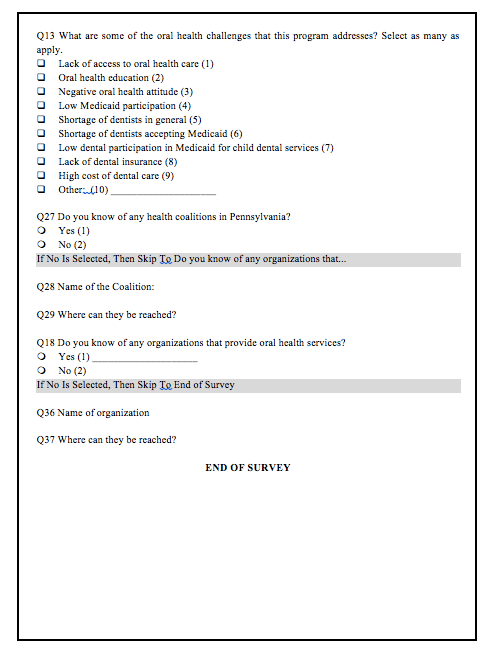 Q13 What are some of the oral health challenges that this program addresses? Select as many as
apply.
Lack of access to oral health care (1)
Oral health education (2)
Negative oral health attitude (3)
Low Medicaid participation (4)
Shortage of dentists in general (5)
Shortage of dentists accepting Medicaid (6)
Low dental participation in Medicaid for child dental services (7)
Lack of dental insurance (8)
High cost of dental care (9)
Other: (10) ____________________
Q27 Do you know of any health coalitions in Pennsylvania?
Yes (1)
No (2)
If No Is Selected, Then Skip To Do you know of any organizations that...
Q28 Name of the Coalition:
Q29 Where can they be reached?
Q18 Do you know of any organizations that provide oral health services?
Yes (1) ____________________
No (2)
If No Is Selected, Then Skip To End of Survey
Q36 Name of organization
Q37 Where can they be reached?
END OF SURVEY